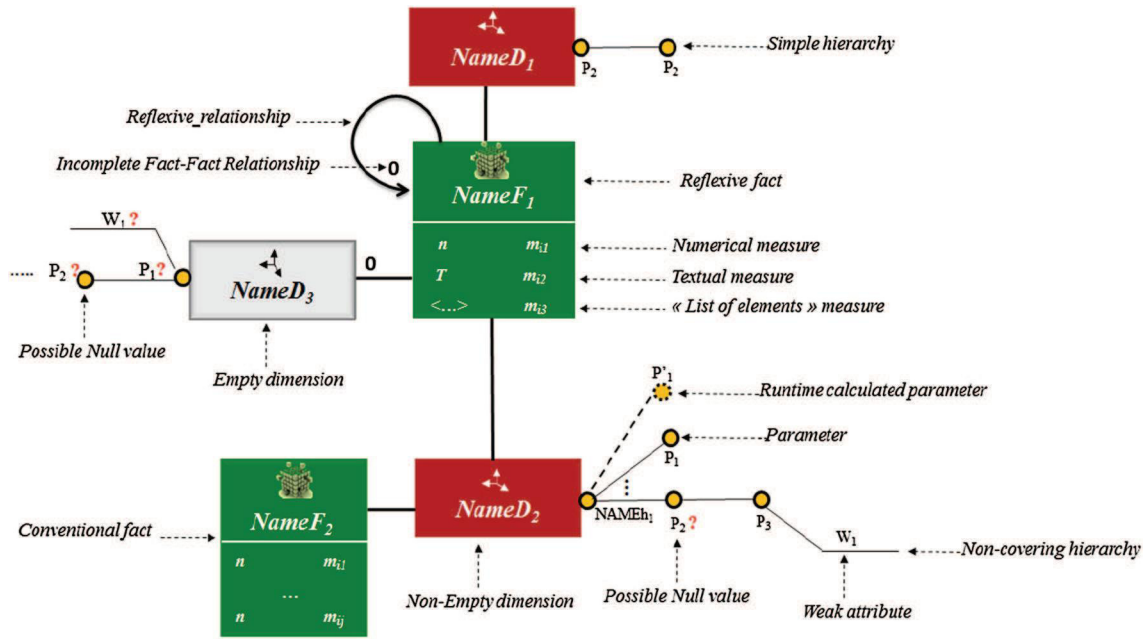 NameD1
P2
P2
Simple hierarchy
Reflexive_relationship
Incomplete Fact-Fact Relationship
0
NameF1
Reflexive fact
n mi1
T mi2
<...> mi3
Numerical measure
Textual measure
« List of elements » measure
W1 ?
..... P2 ?
P1 ?
NameD3
0
Possible Null value
Empty dimension
P'1
Runtime calculated parameter
Parameter
P1
NameF2
n mi1
...
n mij
Conventional fact
NameD2
Non-Empty dimension
NAMEh1
P2 ?
P3
W1
Non-covering hierarchy
Possible Null value
Weak attribute